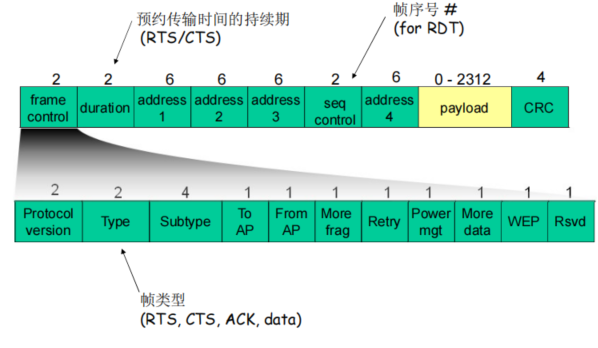 预约传输时间的持续期
(RTS/CTS)
帧序号 #
(for RDT)
2 2 6 6 6 2 6 0 - 2312 4
frame control
duration
address 1
address 2
address 3
seq control
address 4
payload
CRC
2 2 4 1 1 1 1 1 1 1 1
Protocol version
Type
Subtype
To AP
From AP
More frag
Retry
Power mgt
More data
WEP
Rsvd
帧类型
(RTS, CTS, ACK, data)